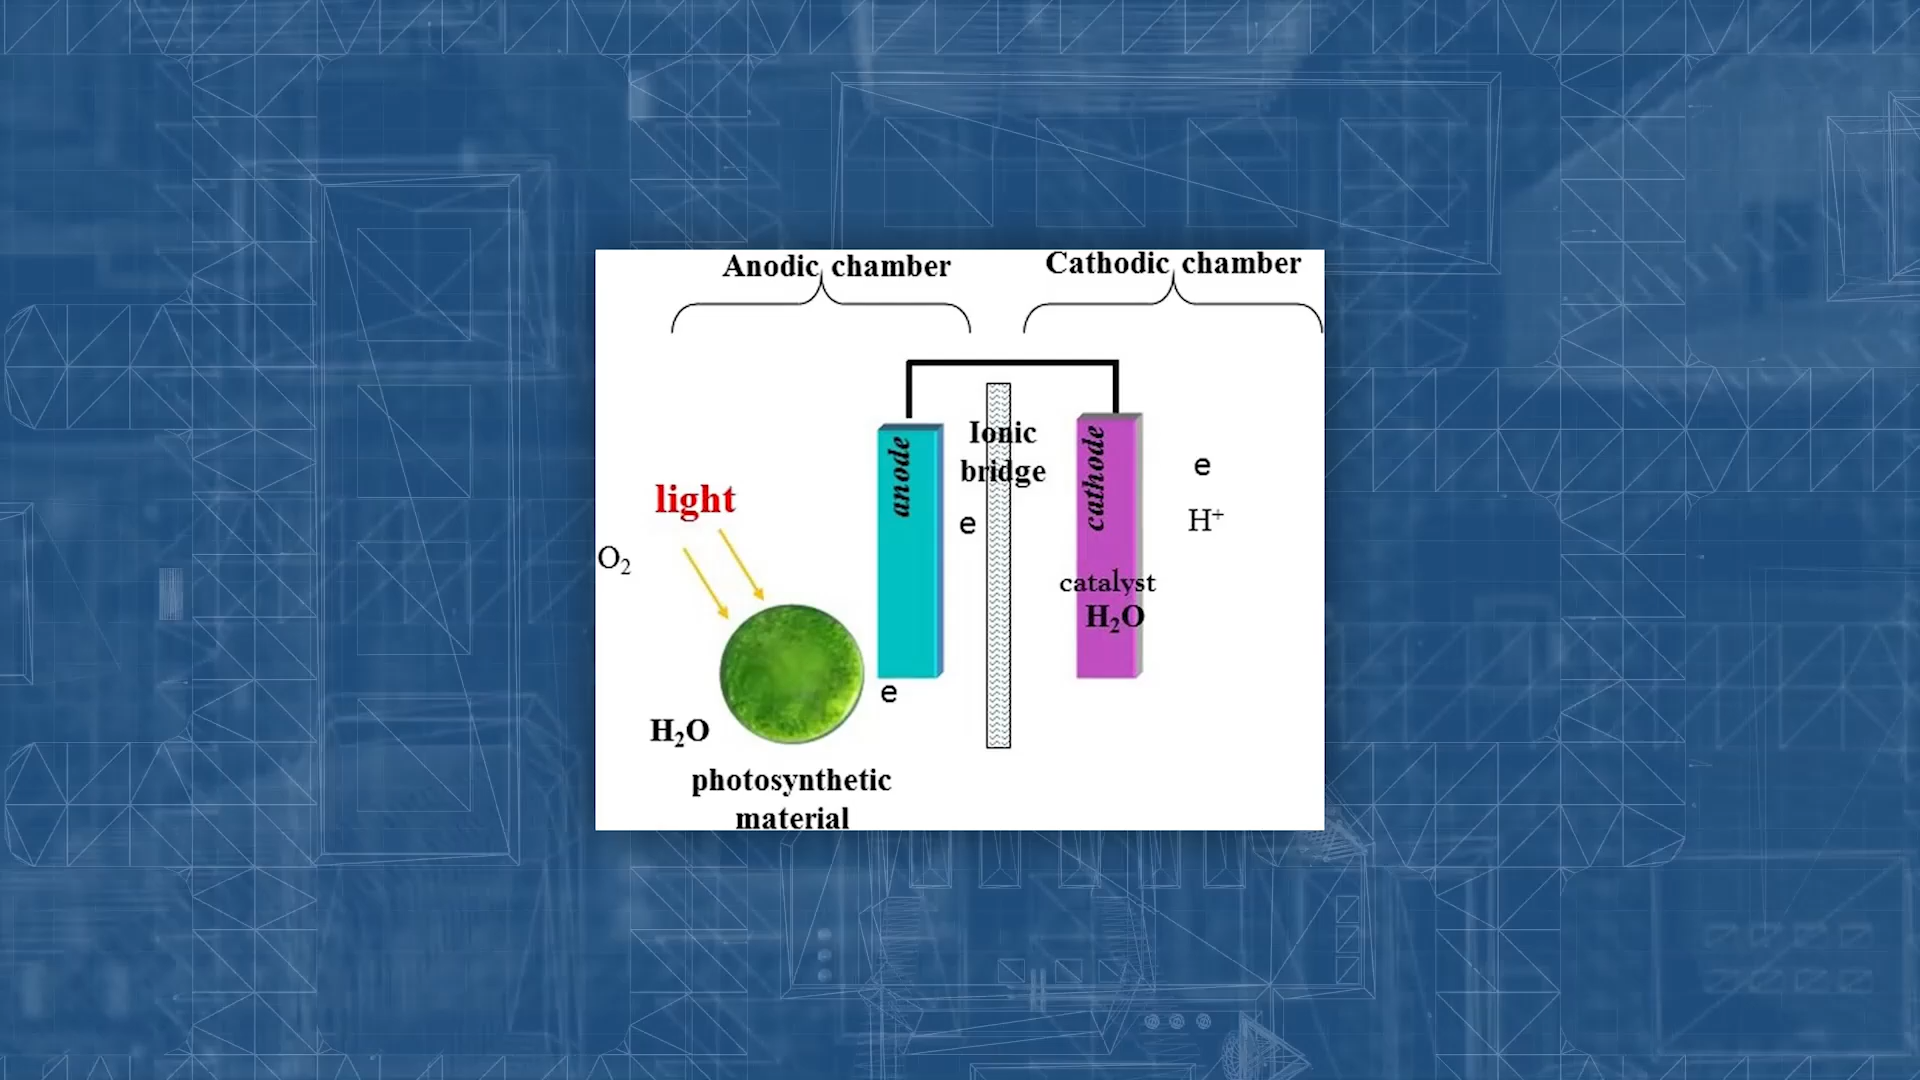 Anodic chamber
Cathodic chamber
anode
Ionic
bridge
cathode
e
light
e
H⁺
O₂
catalyst
H₂O
e
H₂O
photosynthetic
material